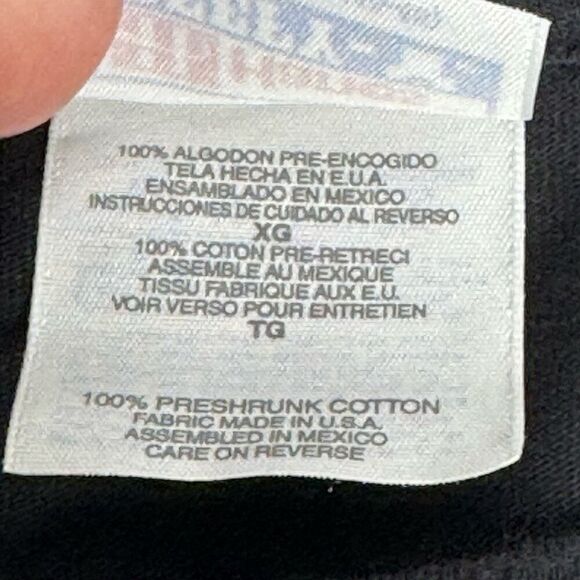 100% ALGODON PRE-ENCOGIDO
TELA HECHA EN E.U.A.
ENSAMBLADO EN MEXICO
INSTRUCCIONES DE CUIDADO AL REVERSO
XG
100% COTON PRE-RETRECI
ASSEMBLE AU MEXIQUE
TISSU FABRIQUE AUX E.U.
VOIR VERSO POUR ENTRETIEN
TG
100% PRESHRUNK COTTON
FABRIC MADE IN U.S.A.
ASSEMBLED IN MEXICO
CARE ON REVERSE